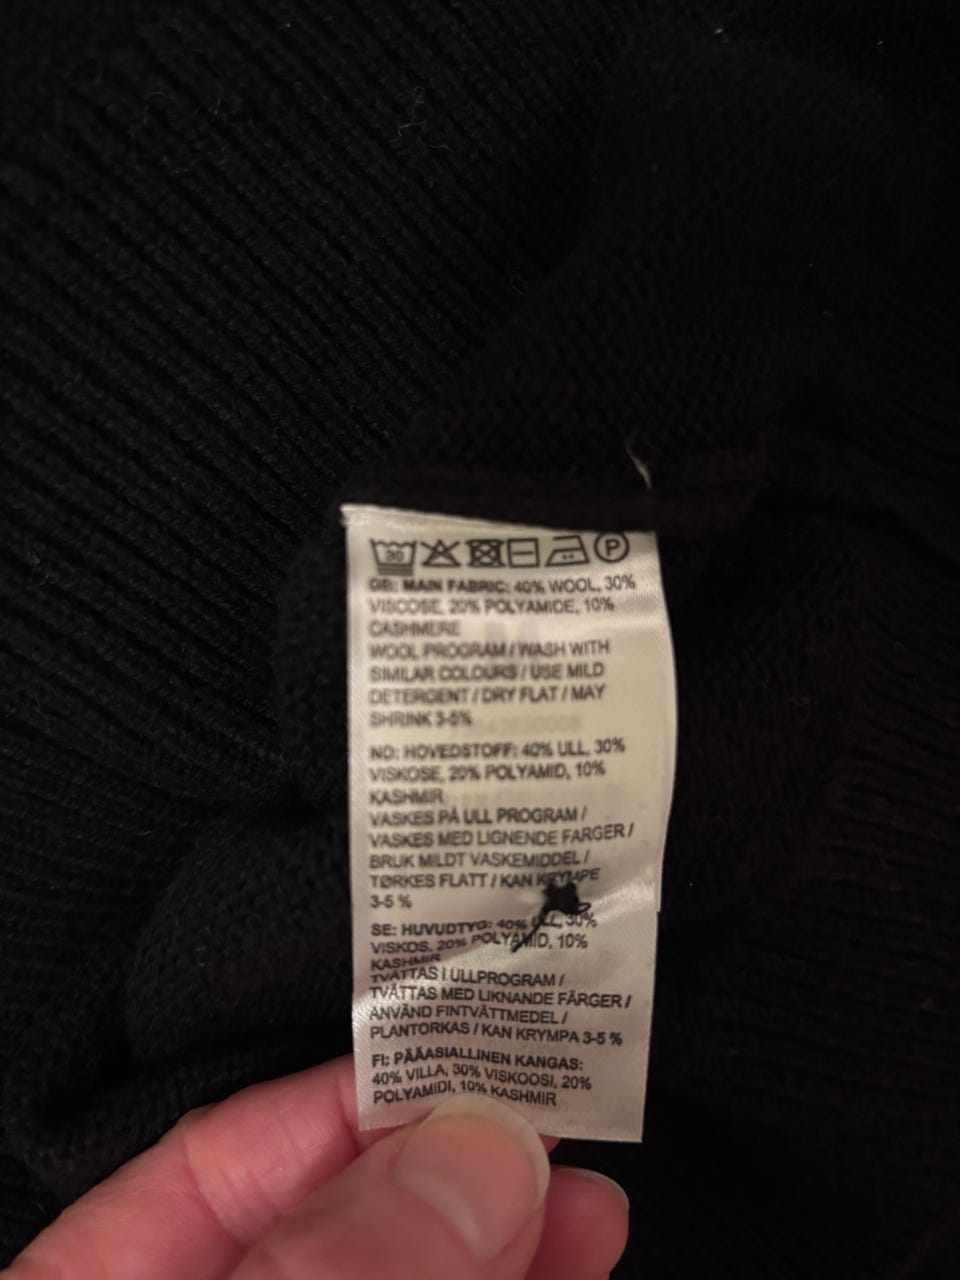 30 P
GB: MAIN FABRIC: 40% WOOL, 30%
VISCOSE, 20% POLYAMIDE, 10%
CASHMERE
WOOL PROGRAM / WASH WITH
SIMILAR COLOURS / USE MILD
DETERGENT / DRY FLAT / MAY
SHRINK 3-5%
NO: HOVEDSTOFF: 40% ULL, 30%
VISKOSE, 20% POLYAMID, 10%
KASHMIR
VASKES PÅ ULL PROGRAM /
VASKES MED LIGNENDE FARGER /
BRUK MILDT VASKEMIDDEL /
TØRKES FLATT / KAN KRYMPE
3-5 %
SE: HUVUDTYG: 40% ULL, 30%
VISKOS, 20% POLYAMID, 10%
KASHMIR
TVÄTTAS I ULLPROGRAM /
TVÄTTAS MED LIKNANDE FÄRGER /
ANVÄND FINTVÄTTMEDEL /
PLANTORKAS / KAN KRYMPA 3-5 %
FI: PÄÄASIALLINEN KANGAS:
40% VILLA, 30% VISKOOSI, 20%
POLYAMIDI, 10% KASHMIR